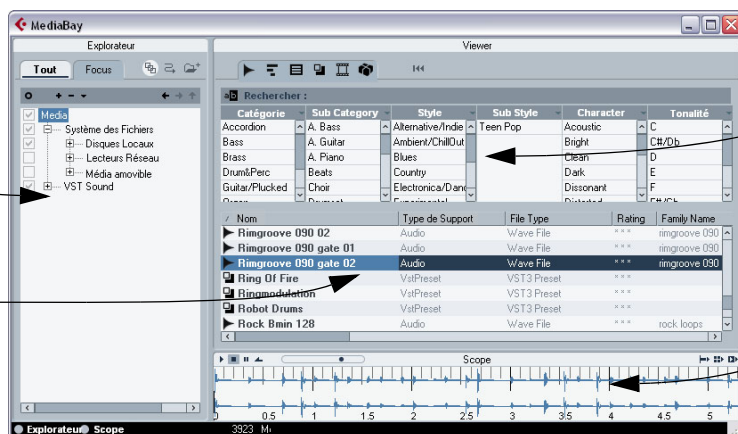 MediaBay
Explorateur
Viewer
Tout
Focus
Rechercher :
Catégorie Sub Category Style Sub Style Character Tonalité
Accordion A. Bass Alternative/Indie Teen Pop Acoustic C
Bass A. Guitar Ambient/ChillOut Bright C#/Db
Brass A. Piano Blues Clean D
Drum&Perc Beats Country Dark E
Guitar/Plucked Choir Electronica/Danc Dissonant F
Media
Système des Fichiers
Disques Locaux
Lecteurs Réseau
Média amovible
VST Sound
/ Nom Type de Support File Type Rating Family Name
Rimgroove 090 02 Audio Wave File *** rimgroove 090
Rimgroove 090 gate 01 Audio Wave File *** rimgroove 090
Rimgroove 090 gate 02 Audio Wave File *** rimgroove 090
Ring Of Fire VstPreset VST3 Preset ***
Ringmodulation VstPreset VST3 Preset ***
Robot Drums VstPreset VST3 Preset ***
Rock Bmin 128 Audio Wave File *** rock loops
Scope
0.5 1 1.5 2 2.5 3 3.5 4 4.5 5
Explorateur Scope 3923